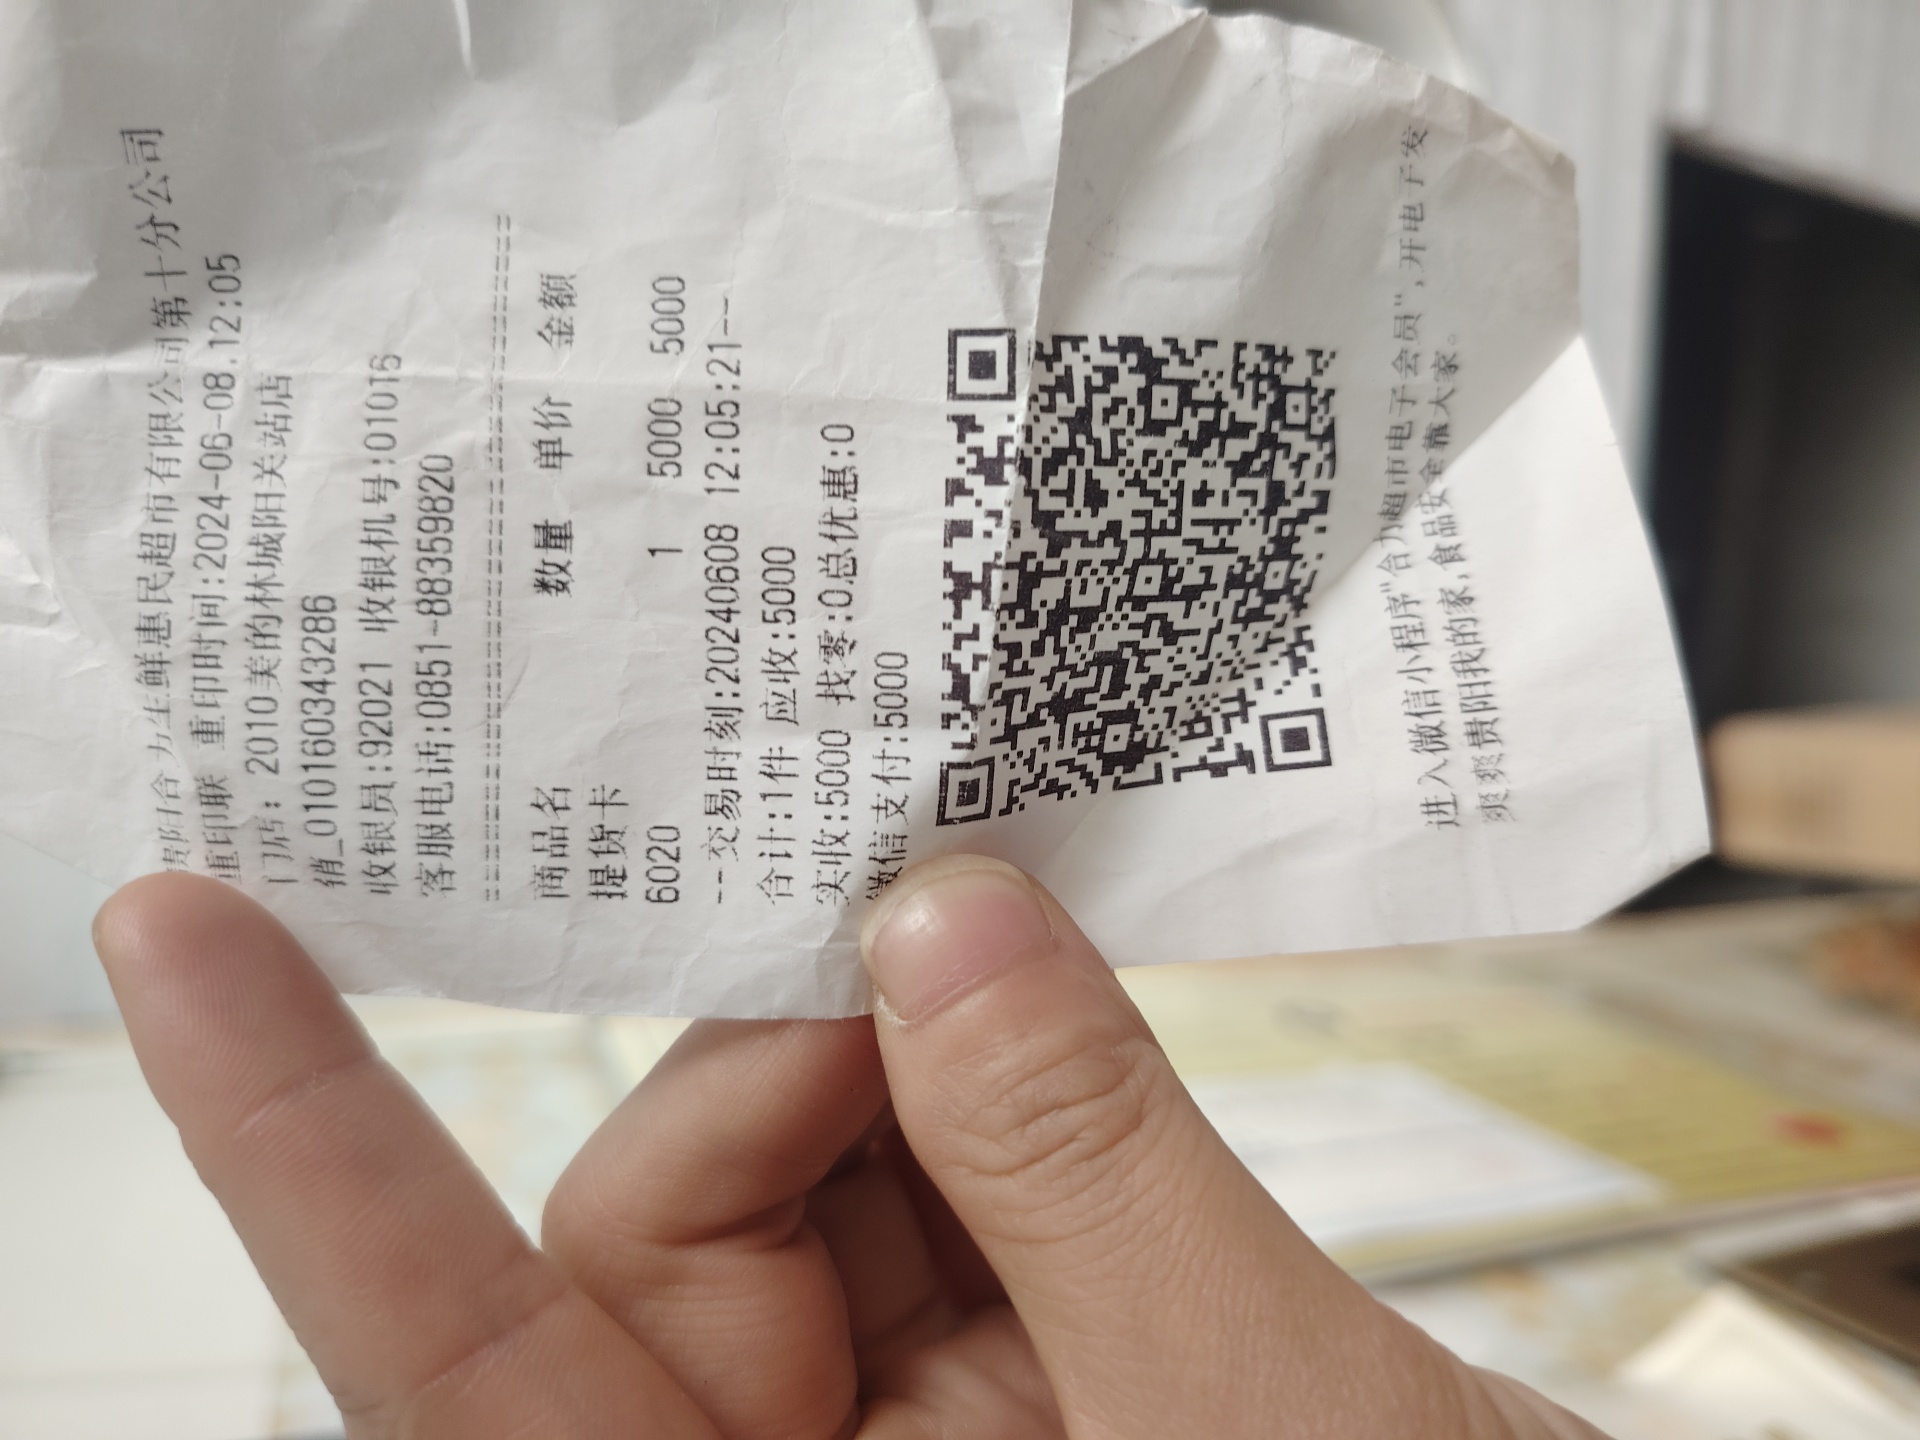 贵阳合力生鲜惠民超市有限公司第十分公司
重印联 重印时间:2024-06-08.12:05
门店: 2010美的林城阳关站店
销_0101603432​86
收银员:92021 收银机号:01016
客服电话:0851-88359820
商品名 数量 单价 金额
提货卡
6020 1 5000 5000
--交易时刻:20240608 12:05:21--
合计:1件 应收:5000
实收:5000 找零:0总优惠:0
微信支付:5000
进入微信小程序"合力超市电子会员",开电子发
爽爽贵阳我的家,食品安全靠大家。